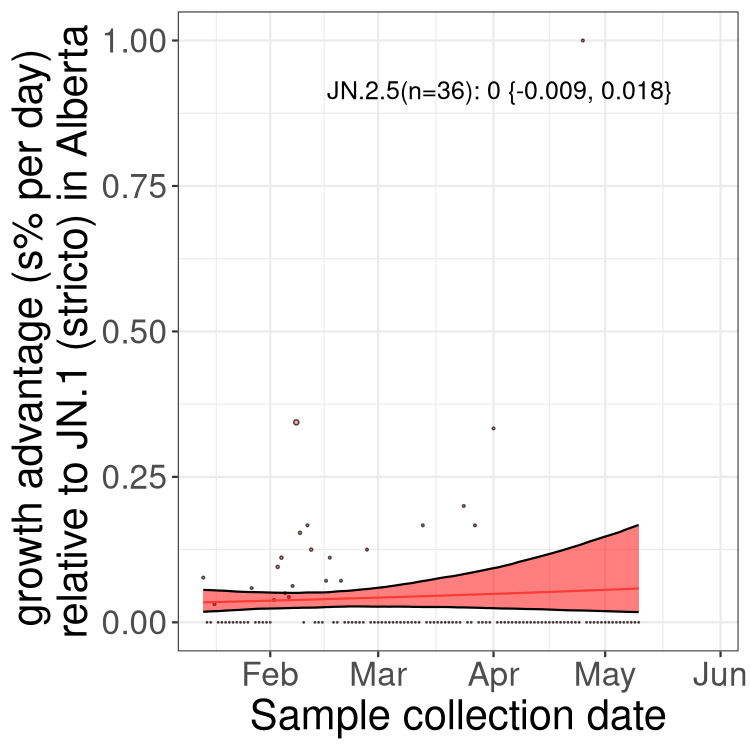 growth advantage (s% per day)
relative to JN.1 (stricto) in Alberta
1.00
0.75
0.50
0.25
0.00
JN.2.5(n=36): 0 {-0.009, 0.018}
Feb Mar Apr May Jun
Sample collection date